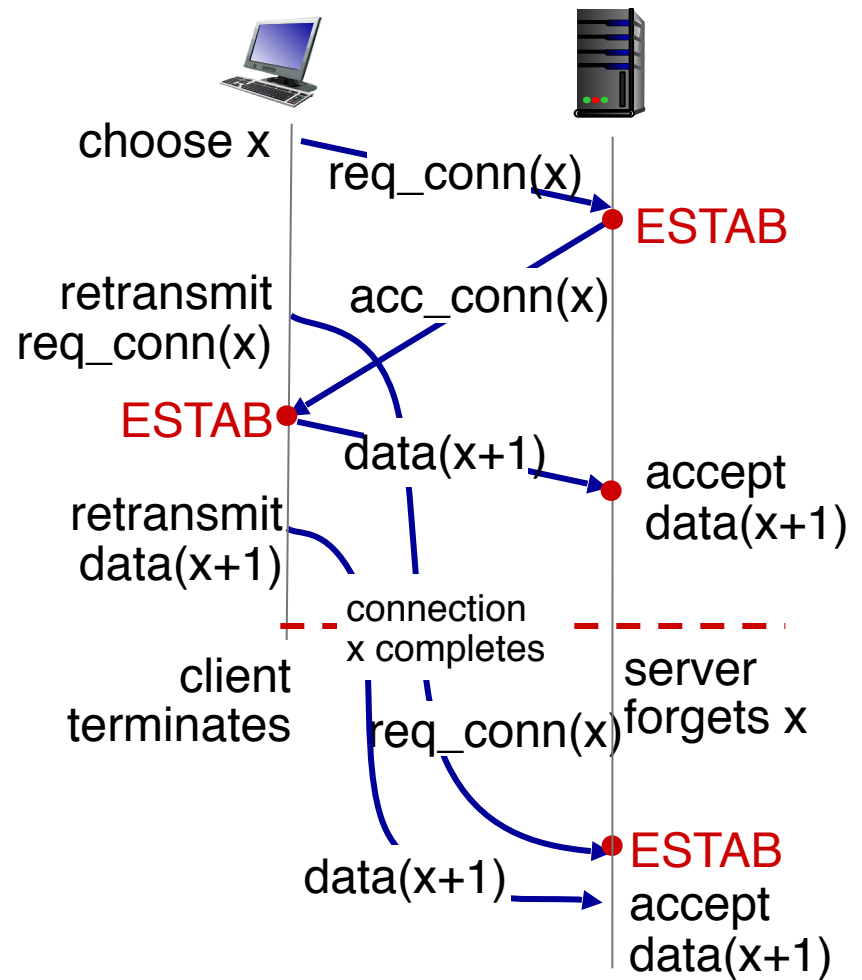 choose x
req_conn(x)
ESTAB
retransmit
req_conn(x)
acc_conn(x)
ESTAB
data(x+1)
accept
data(x+1)
retransmit
data(x+1)
connection
x completes
client
terminates
server
forgets x
req_conn(x)
ESTAB
data(x+1)
accept
data(x+1)